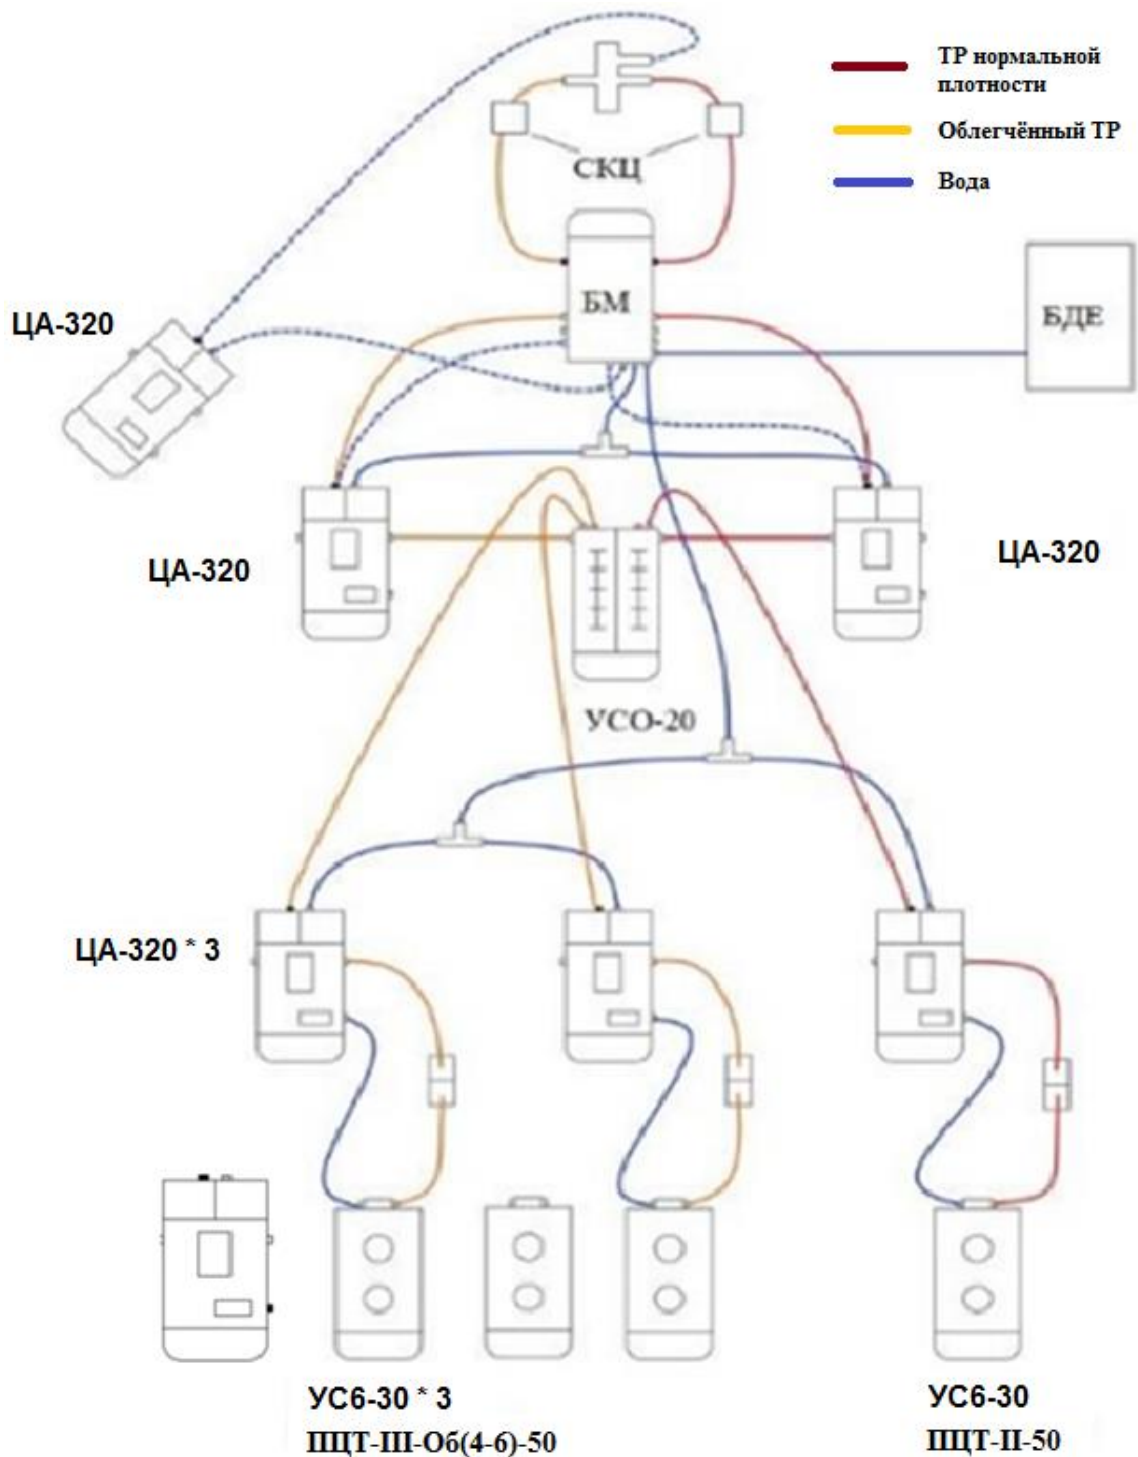 ТР нормальной
плотности
Облегчённый ТР
Вода
СКЦ
БМ
БДЕ
ЦА-320
ЦА-320
ЦА-320
УСО-20
ЦА-320 * 3
УС6-30 * 3
ПЦТ-III-Об(4-6)-50
УС6-30
ПЦТ-II-50